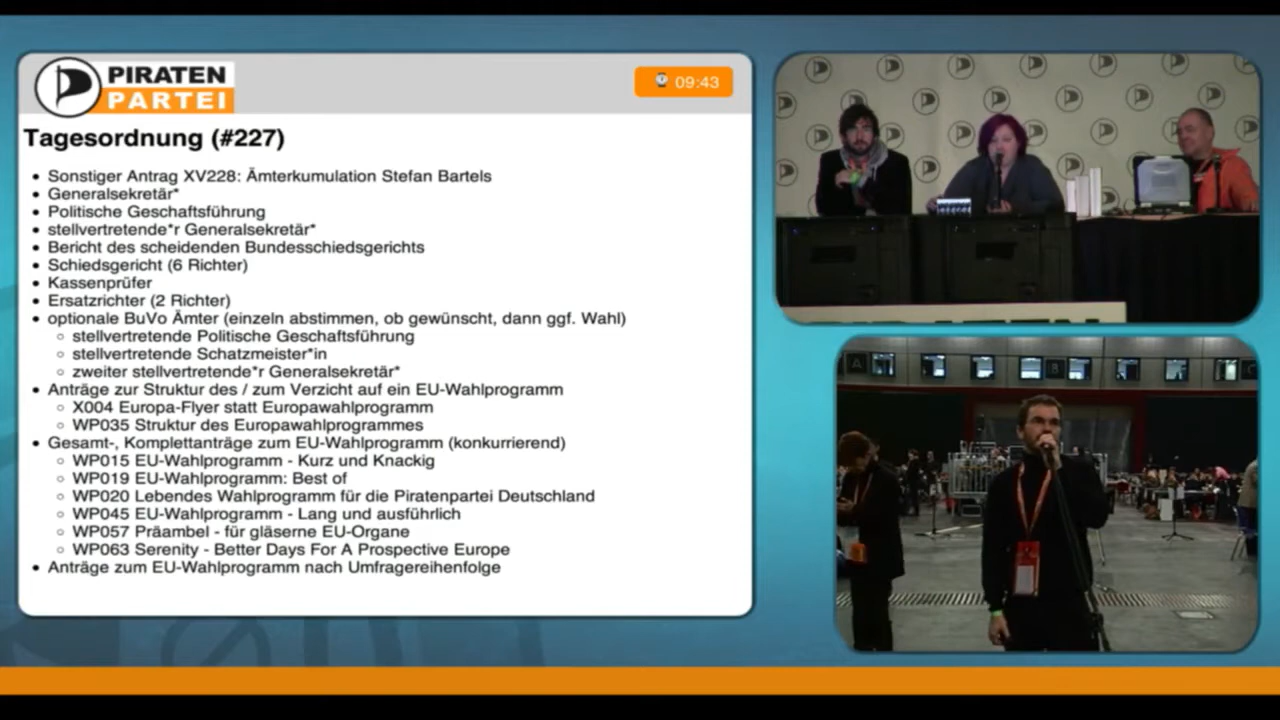 PIRATEN
PARTEI
09:43
Tagesordnung (#227)
• Sonstiger Antrag XV228: Ämterkumulation Stefan Bartels
• Generalsekretär*
• Politische Geschaftsführung
• stellvertretende*r Generalsekretär*
• Bericht des scheidenden Bundesschiedsgerichts
• Schiedsgericht (6 Richter)
• Kassenprüfer
• Ersatzrichter (2 Richter)
• optionale BuVo Ämter (einzeln abstimmen, ob gewünscht, dann ggf. Wahl)
○ stellvertretende Politische Geschaftsführung
○ stellvertretende Schatzmeister*in
○ zweiter stellvertretende*r Generalsekretär*
• Anträge zur Struktur des / zum Verzicht auf ein EU-Wahlprogramm
○ X004 Europa-Flyer statt Europawahlprogramm
○ WP035 Struktur des Europawahlprogrammes
• Gesamt-, Komplettanträge zum EU-Wahlprogramm (konkurrierend)
○ WP015 EU-Wahlprogramm - Kurz und Knackig
○ WP019 EU-Wahlprogramm: Best of
○ WP020 Lebendes Wahlprogramm für die Piratenpartei Deutschland
○ WP045 EU-Wahlprogramm - Lang und ausführlich
○ WP057 Präambel - für gläserne EU-Organe
○ WP063 Serenity - Better Days For A Prospective Europe
• Anträge zum EU-Wahlprogramm nach Umfragereihenfolge
A
B